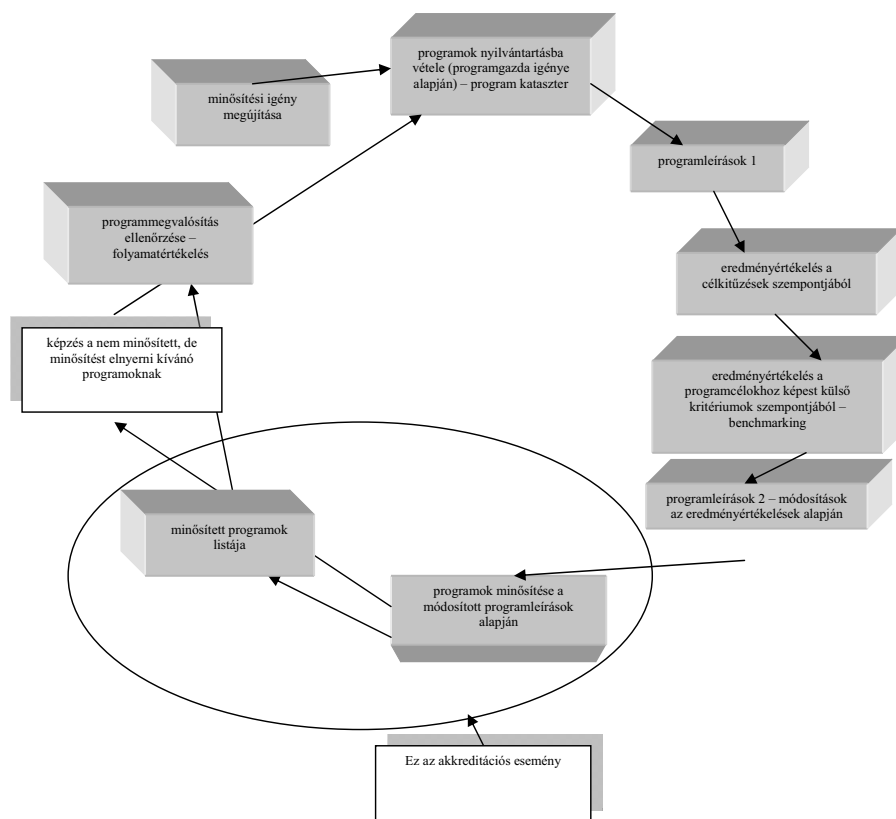 programok nyilvántartásba
vétele (programgazda igénye
alapján) – program kataszter
minősítési igény
megújítása
programleírások 1
programmegvalósítás
ellenőrzése –
folyamatértékelés
eredményértékelés a
célkitűzések szempontjából
képzés a nem minősített, de
minősítést elnyerni kívánó
programoknak
eredményértékelés a
programcélokhoz képest külső
kritériumok szempontjából –
benchmarking
programleírások 2 – módosítások
az eredményértékelések alapján
minősített programok
listája
programok minősítése a
módosított programleírások
alapján
Ez az akkreditációs esemény